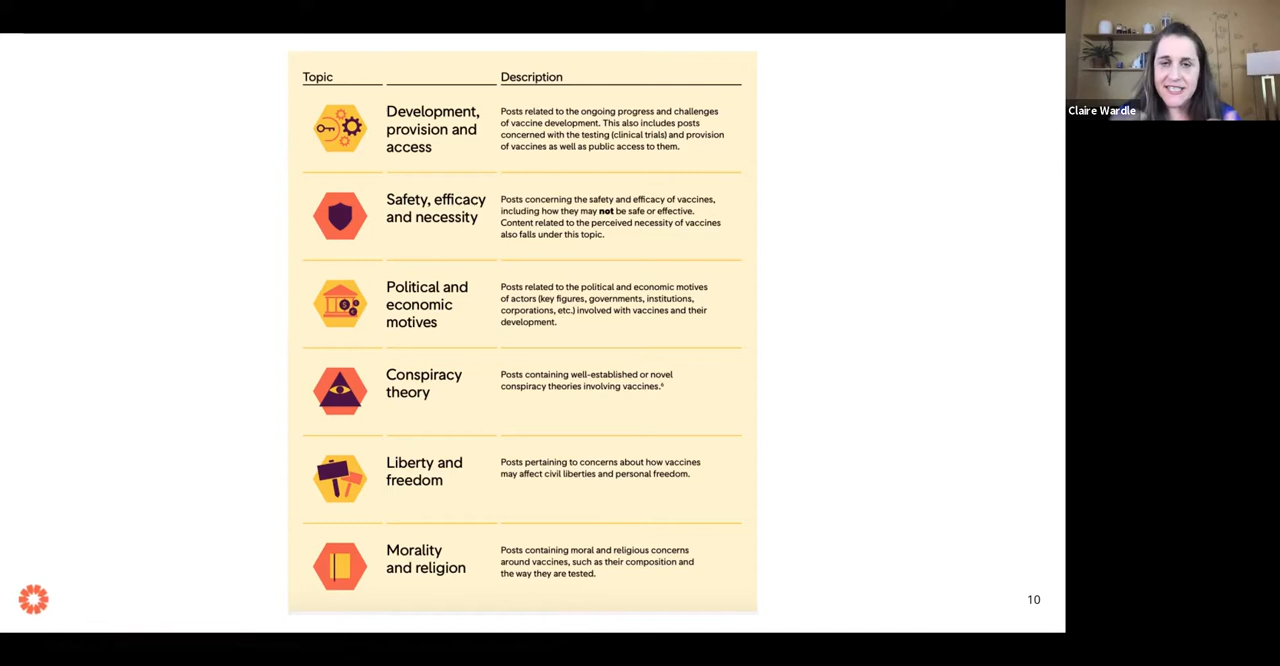 Topic
Description
Development,
provision and
access
Posts related to the ongoing progress and challenges
of vaccine development. This also includes posts
concerned with the testing (clinical trials) and provision
of vaccines as well as public access to them.
Safety, efficacy
and necessity
Posts concerning the safety and efficacy of vaccines,
including how they may not be safe or effective.
Content related to the perceived necessity of vaccines
also falls under this topic.
Political and
economic
motives
Posts related to the political and economic motives
of actors (key figures, governments, institutions,
corporations, etc.) involved with vaccines and their
development.
Conspiracy
theory
Posts containing well-established or novel
conspiracy theories involving vaccines.⁶
Liberty and
freedom
Posts pertaining to concerns about how vaccines
may affect civil liberties and personal freedom.
Morality
and religion
Posts containing moral and religious concerns
around vaccines, such as their composition and
the way they are tested.
10
Claire Wardle